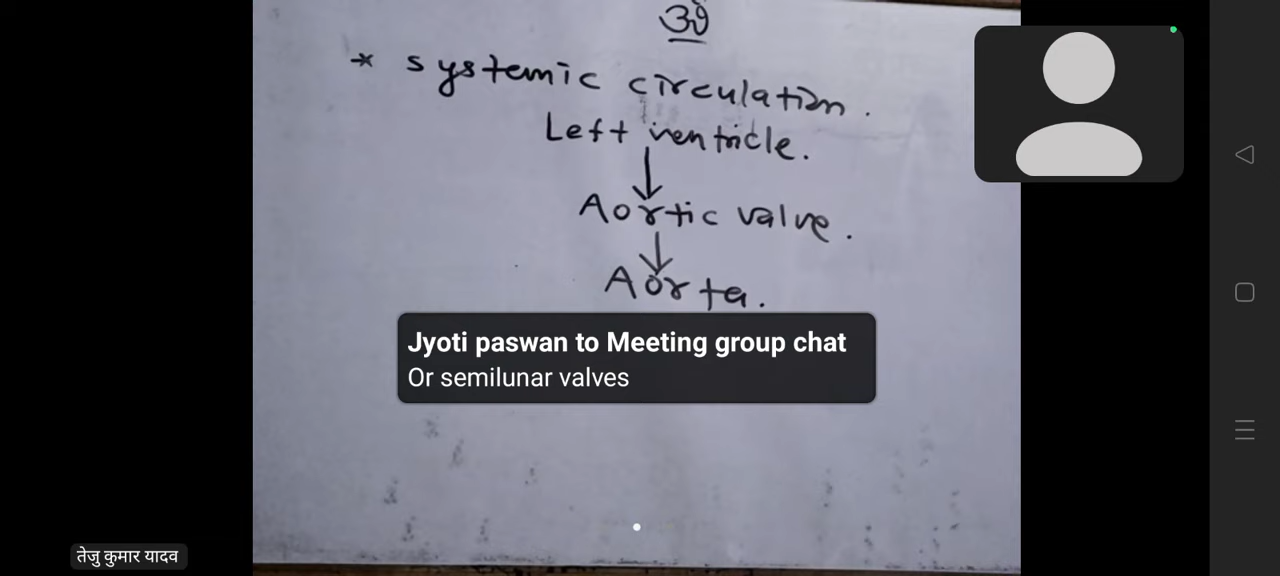 ॐ
* systemic circulation.
Left ventricle.
↓
Aortic valve.
↓
Aorta.
Jyoti paswan to Meeting group chat
Or semilunar valves
तेजु कुमार यादव